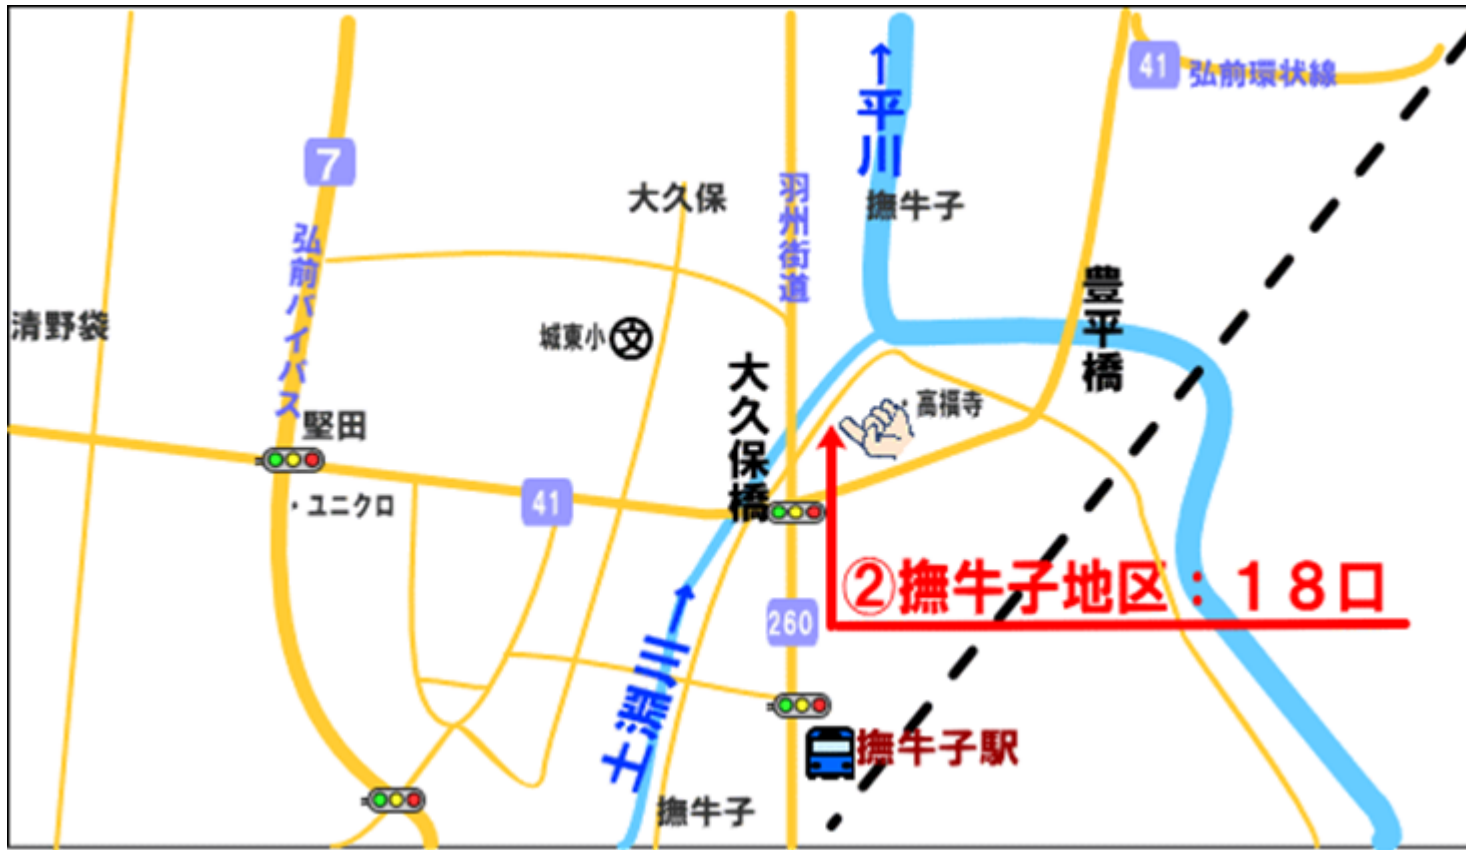 41
弘前環状線
↑平川
7
大久保
羽州街道
撫牛子
弘前バイパス
豊平橋
清野袋
城東小
文
大久保橋
・高福寺
堅田
・ユニクロ
41
②撫牛子地区：１８口
260
土淵川→
撫牛子駅
撫牛子